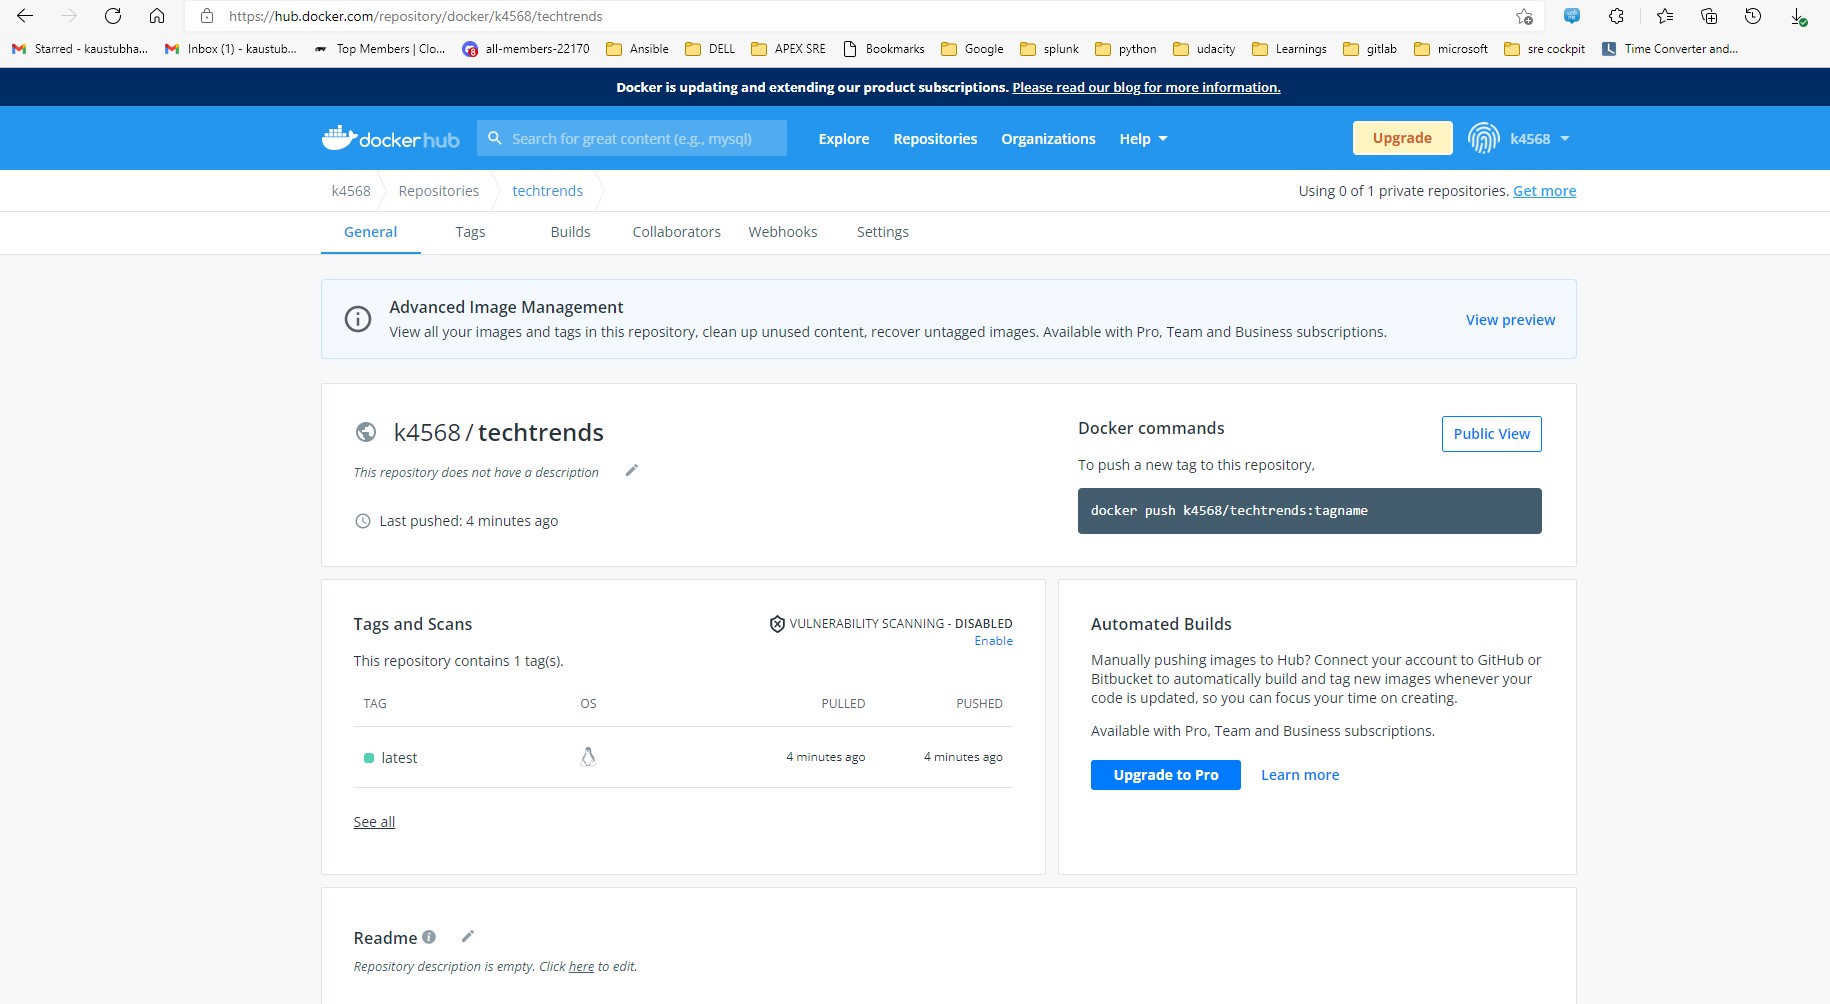 https://hub.docker.com/repository/docker/k4568/techtrends
Starred - kaustubha... Inbox (1) - kaustub... Top Members | Clo... all-members-22170 Ansible DELL APEX SRE Bookmarks Google splunk python udacity Learnings gitlab microsoft sre cockpit Time Converter and...
Docker is updating and extending our product subscriptions. Please read our blog for more information.
dockerhub Search for great content (e.g., mysql) Explore Repositories Organizations Help Upgrade k4568
k4568 Repositories techtrends Using 0 of 1 private repositories. Get more
General Tags Builds Collaborators Webhooks Settings
Advanced Image Management
View all your images and tags in this repository, clean up unused content, recover untagged images. Available with Pro, Team and Business subscriptions.
View preview
k4568 / techtrends
This repository does not have a description
Last pushed: 4 minutes ago
Docker commands
Public View
To push a new tag to this repository,
docker push k4568/techtrends:tagname
Tags and Scans
VULNERABILITY SCANNING - DISABLED
Enable
This repository contains 1 tag(s).
TAG OS PULLED PUSHED
latest 4 minutes ago 4 minutes ago
See all
Automated Builds
Manually pushing images to Hub? Connect your account to GitHub or
Bitbucket to automatically build and tag new images whenever your
code is updated, so you can focus your time on creating.
Available with Pro, Team and Business subscriptions.
Upgrade to Pro Learn more
Readme
Repository description is empty. Click here to edit.